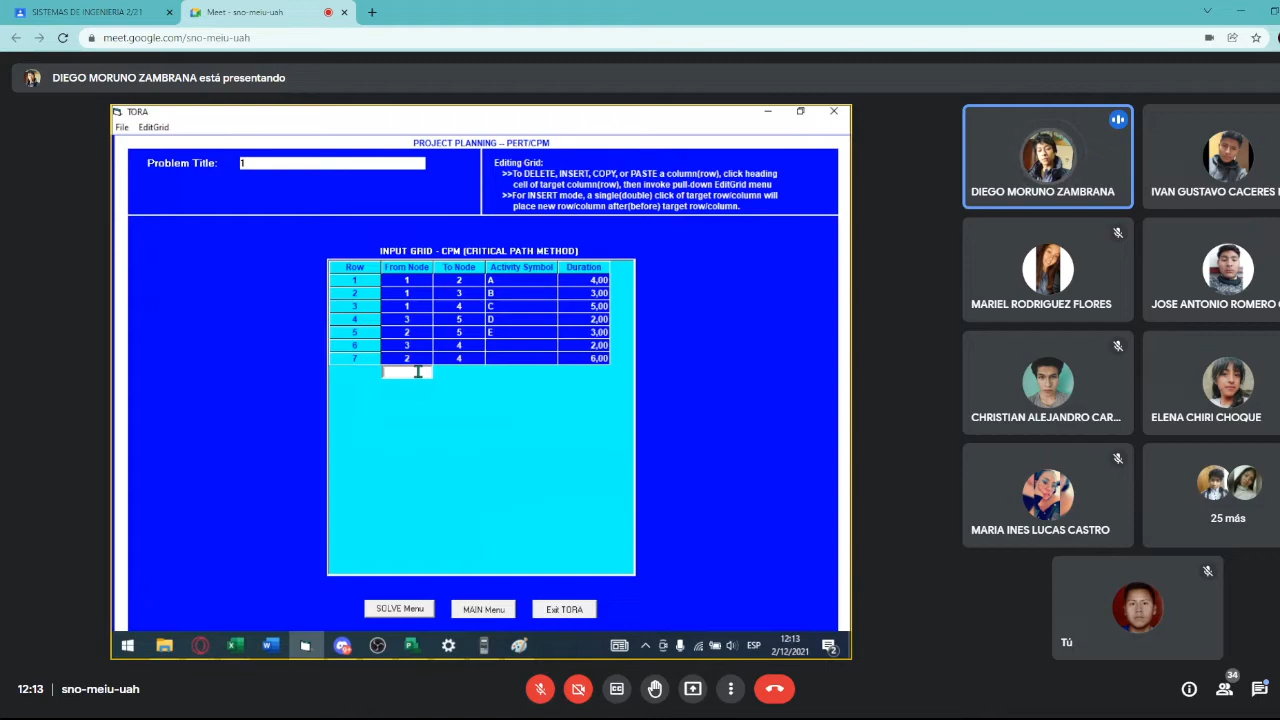 SISTEMAS DE INGENIERIA 2/21
Meet - sno-meiu-uah
meet.google.com/sno-meiu-uah
DIEGO MORUNO ZAMBRANA está presentando
TORA
File EditGrid
PROJECT PLANNING -- PERT/CPM
Problem Title: 1
Editing Grid:
>>To DELETE, INSERT, COPY, or PASTE a column(row), click heading
cell of target column(row), then invoke pull-down EditGrid menu
>>For INSERT mode, a single(double) click of target row/column will
place new row/column after(before) target row/column.
INPUT GRID - CPM (CRITICAL PATH METHOD)
Row From Node To Node Activity Symbol Duration
1 1 2 A 4,00
2 1 3 B 3,00
3 1 4 C 5,00
4 3 5 D 2,00
5 2 5 E 3,00
6 3 4 2,00
7 2 4 6,00
SOLVE Menu MAIN Menu Exit TORA
ESP
12:13
2/12/2021
2
DIEGO MORUNO ZAMBRANA
IVAN GUSTAVO CACERES
MARIEL RODRIGUEZ FLORES
JOSE ANTONIO ROMERO
CHRISTIAN ALEJANDRO CAR...
ELENA CHIRI CHOQUE
MARIA INES LUCAS CASTRO
25 más
Tú
12:13 | sno-meiu-uah
34